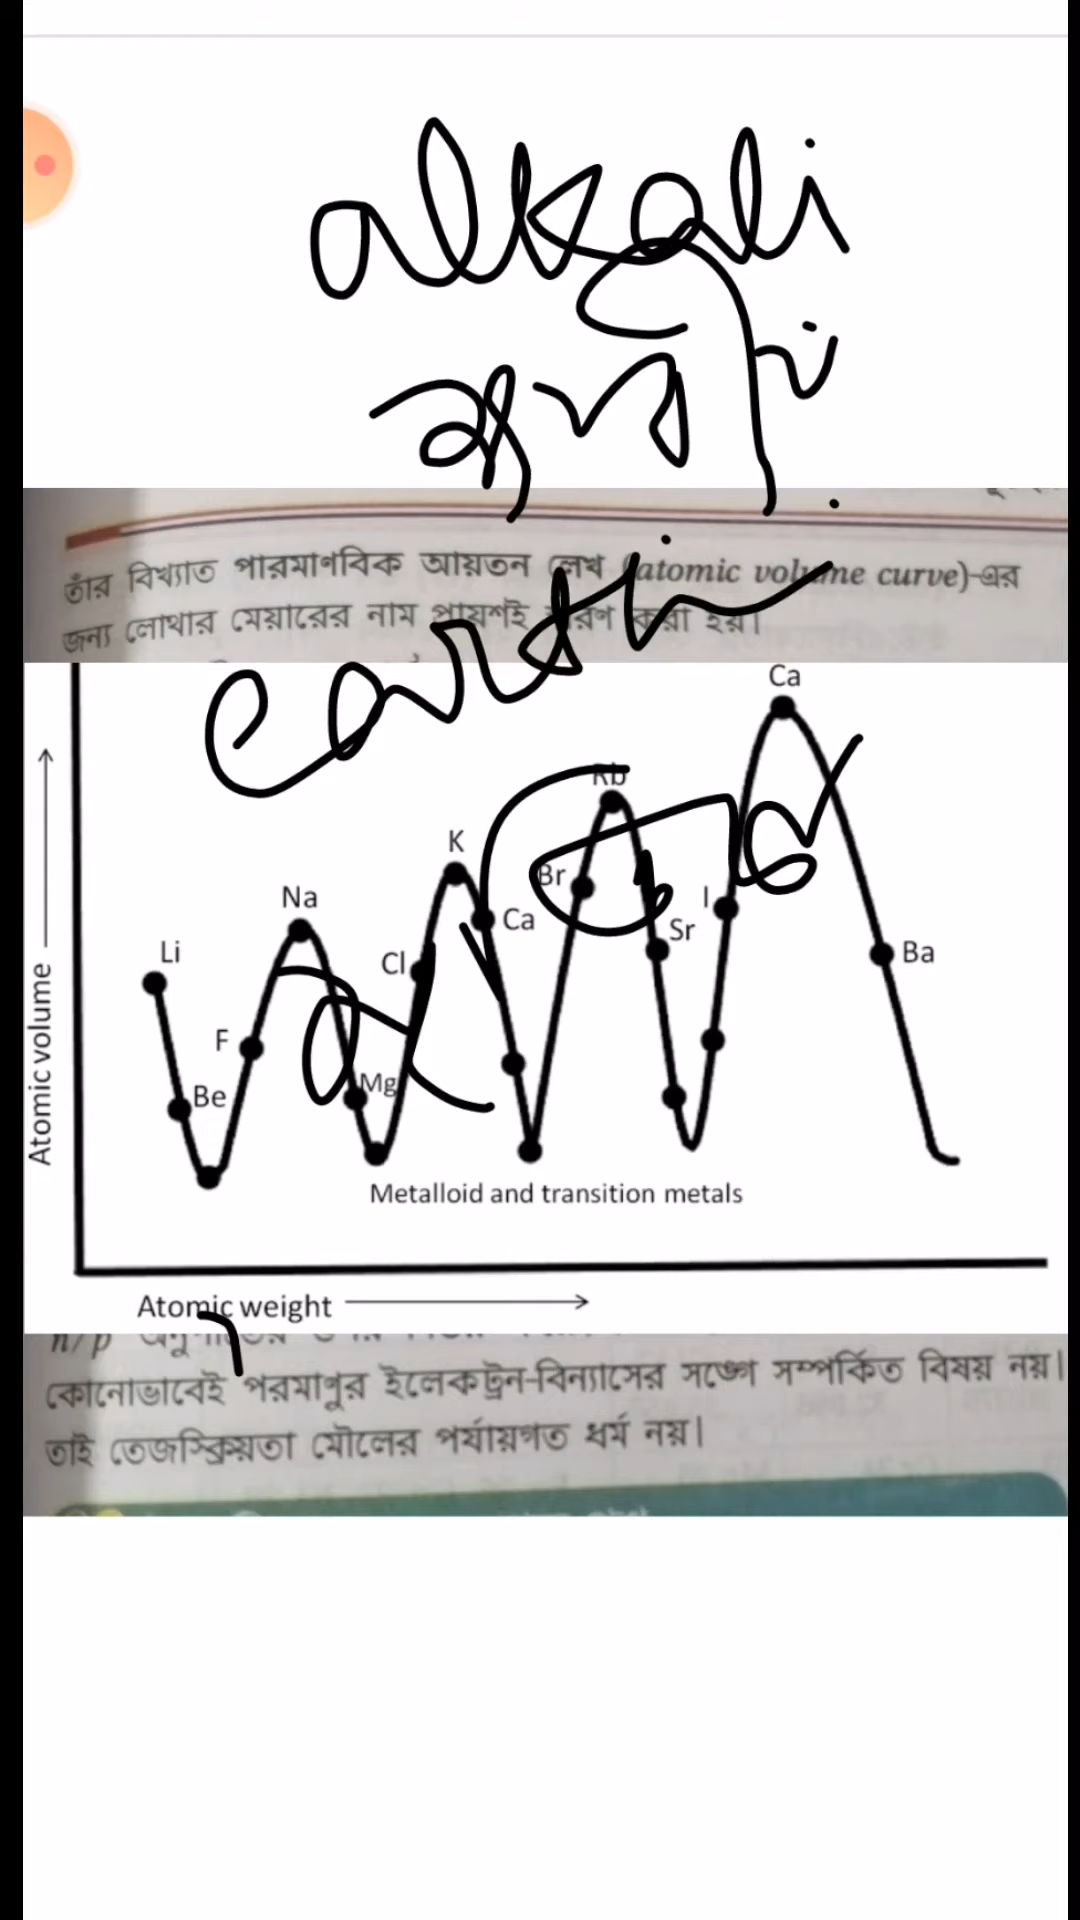 alkali
তাঁর বিখ্যাত পারমাণবিক আয়তন লেখ (atomic volume curve)-এর
জন্য লোথার মেয়ারের নাম প্রায়শই স্মরণ করা হয়।
earth
Ca
Rb
K
Br
Na
Ca
I
Sr
Li
Cl
Ba
F
Mg
Be
Atomic volume
Metalloid and transition metals
Atomic weight
n/p
কোনোভাবেই পরমাণুর ইলেকট্রন-বিন্যাসের সঙ্গে সম্পর্কিত বিষয় নয়।
তাই তেজস্ক্রিয়তা মৌলের পর্যায়গত ধর্ম নয়।